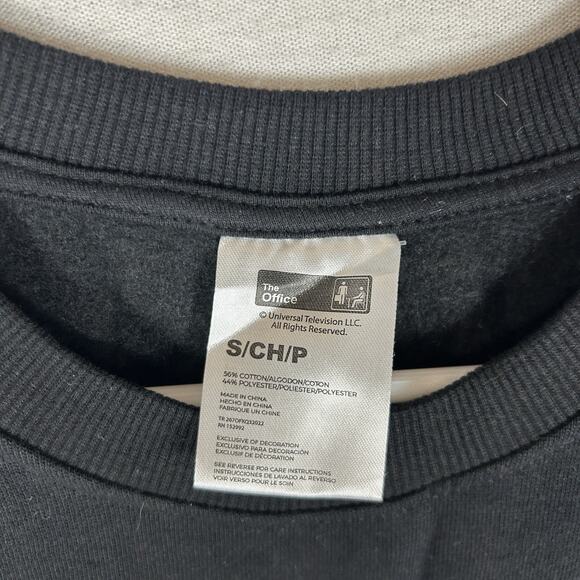 The
Office
© Universal Television LLC.
All Rights Reserved.
S/CH/P
56% COTTON/ALGODON/COTON
44% POLYESTER/POLIESTER/POLYESTER
MADE IN CHINA
HECHO EN CHINA
FABRIQUE UN CHINE
RN 152992
EXCLUSIVE OF DECORATION
EXCLUSIVO PARA DECORACIÓN
EXCLUSIF DE DÉCORATION
SEE REVERSE FOR CARE INSTRUCTIONS
INSTRUCCIONES DE LAVADO AL REVERSO
VOIR VERSO POUR LE SOIN